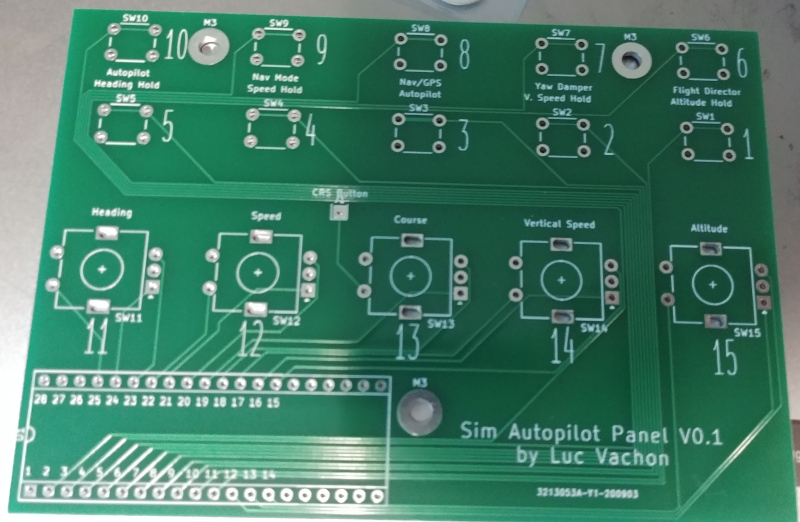 SW10
10
M3
SW9
9
SW8
8
SW7
7
M3
SW6
6
Autopilot
Heading Hold
Nav Mode
Speed Hold
Nav/GPS
Autopilot
Yaw Damper
V. Speed Hold
Flight Director
Altitude Hold
SW5
5
SW4
4
SW3
3
SW2
2
SW1
1
CRS Button
Heading
Speed
Course
Vertical Speed
Altitude
SW11
SW12
SW13
SW14
SW15
11
12
13
14
15
M3
28 27 26 25 24 23 22 21 20 19 18 17 16 15
1 2 3 4 5 6 7 8 9 10 11 12 13 14
Sim Autopilot Panel V0.1
by Luc Vachon
3213053A-Y1-200903